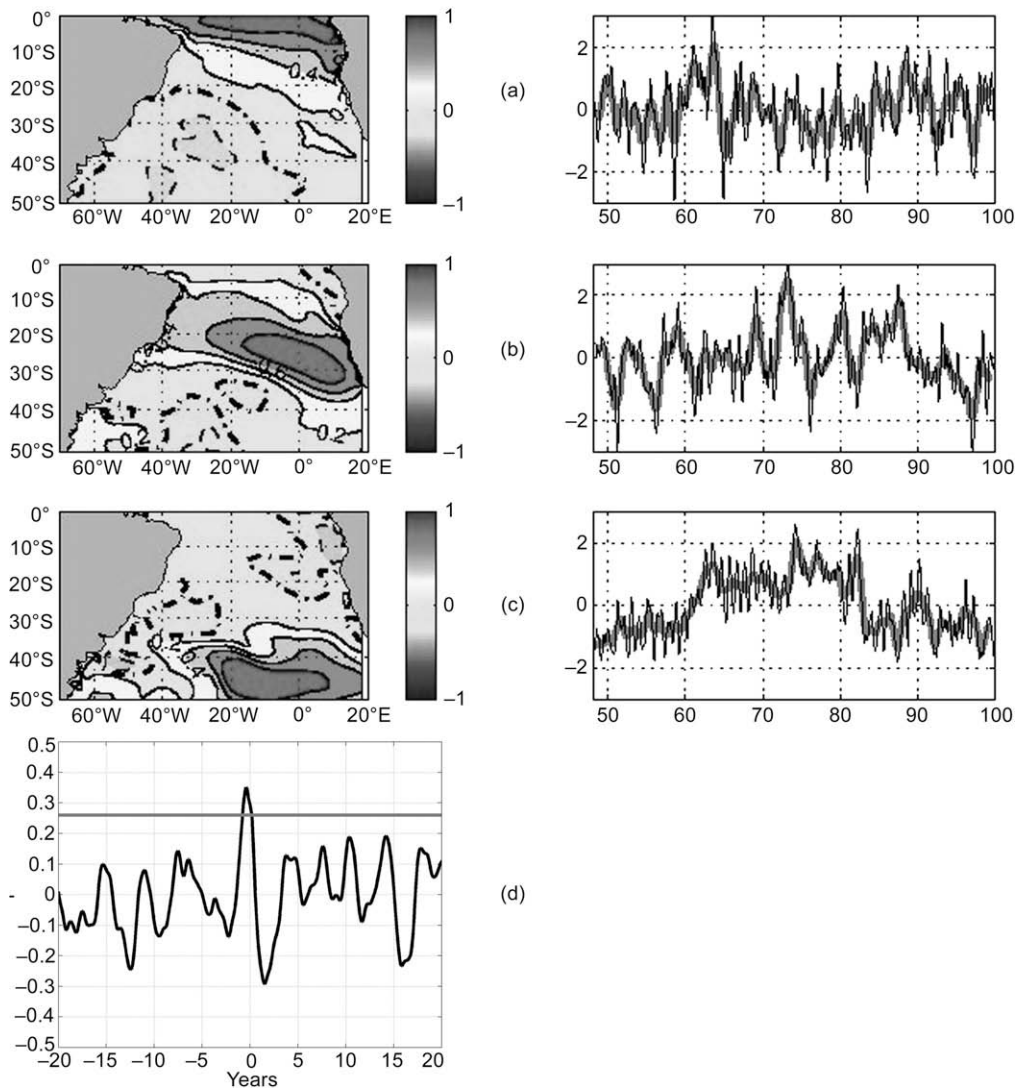 0°
10°S
20°S
30°S
40°S
50°S
60°W 40°W 20°W 0° 20°E
0.4
0
1
0
–1
(a)
2
0
–2
50 60 70 80 90 100
0°
10°S
20°S
30°S
40°S
50°S
60°W 40°W 20°W 0° 20°E
0.2
0.2
1
0
–1
(b)
2
0
–2
50 60 70 80 90 100
0°
10°S
20°S
30°S
40°S
50°S
60°W 40°W 20°W 0° 20°E
1
0
–1
(c)
2
0
–2
50 60 70 80 90 100
0.5
0.4
0.3
0.2
0.1
0
–0.1
–0.2
–0.3
–0.4
–0.5
–20 –15 –10 –5 0 5 10 15 20
Years
(d)